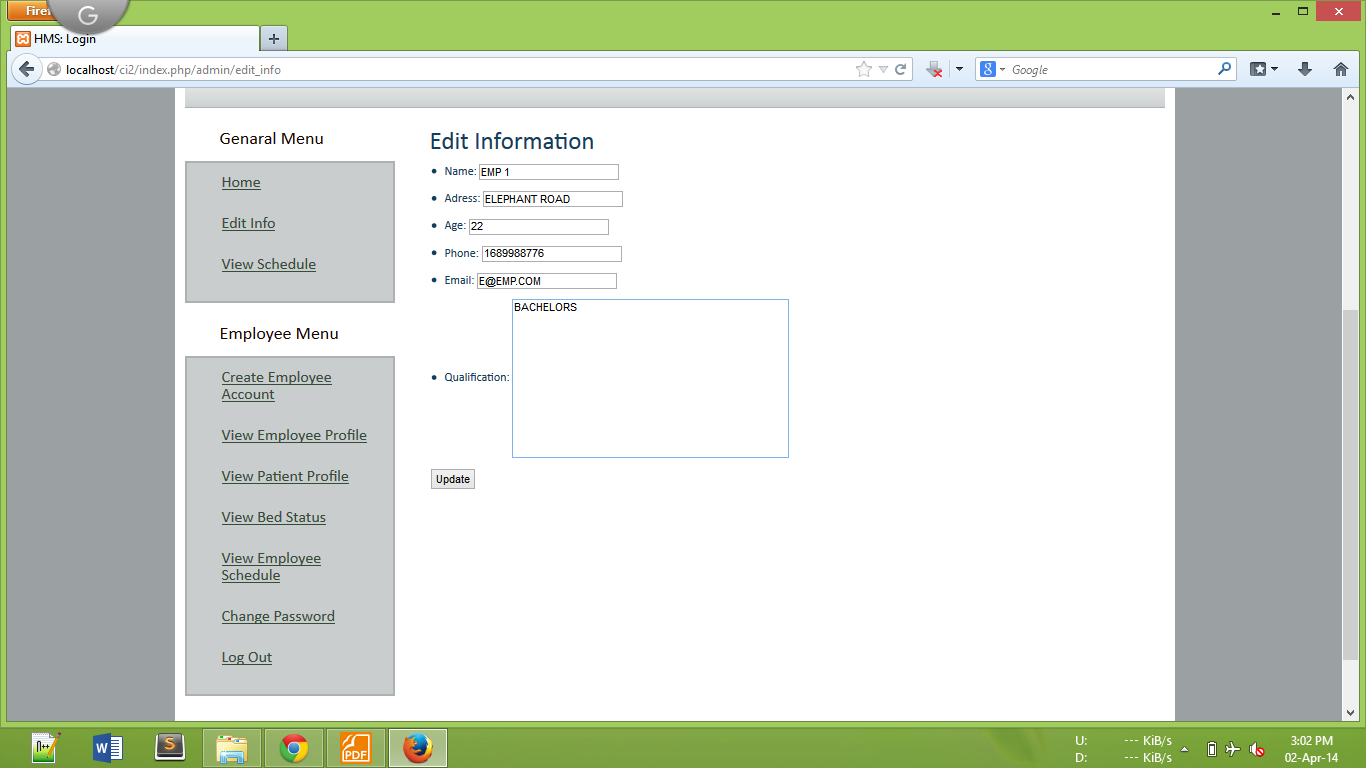 Firef
G
HMS: Login
localhost/ci2/index.php/admin/edit_info
8
Google
Genaral Menu
Home
Edit Info
View Schedule
Employee Menu
Create Employee
Account
View Employee Profile
View Patient Profile
View Bed Status
View Employee
Schedule
Change Password
Log Out
Edit Information
Name: EMP 1
Adress: ELEPHANT ROAD
Age: 22
Phone: 1689988776
Email: E@EMP.COM
Qualification: BACHELORS
Update
n++
W
S
PDF
U: --- KiB/s
D: --- KiB/s
3:02 PM
02-Apr-14